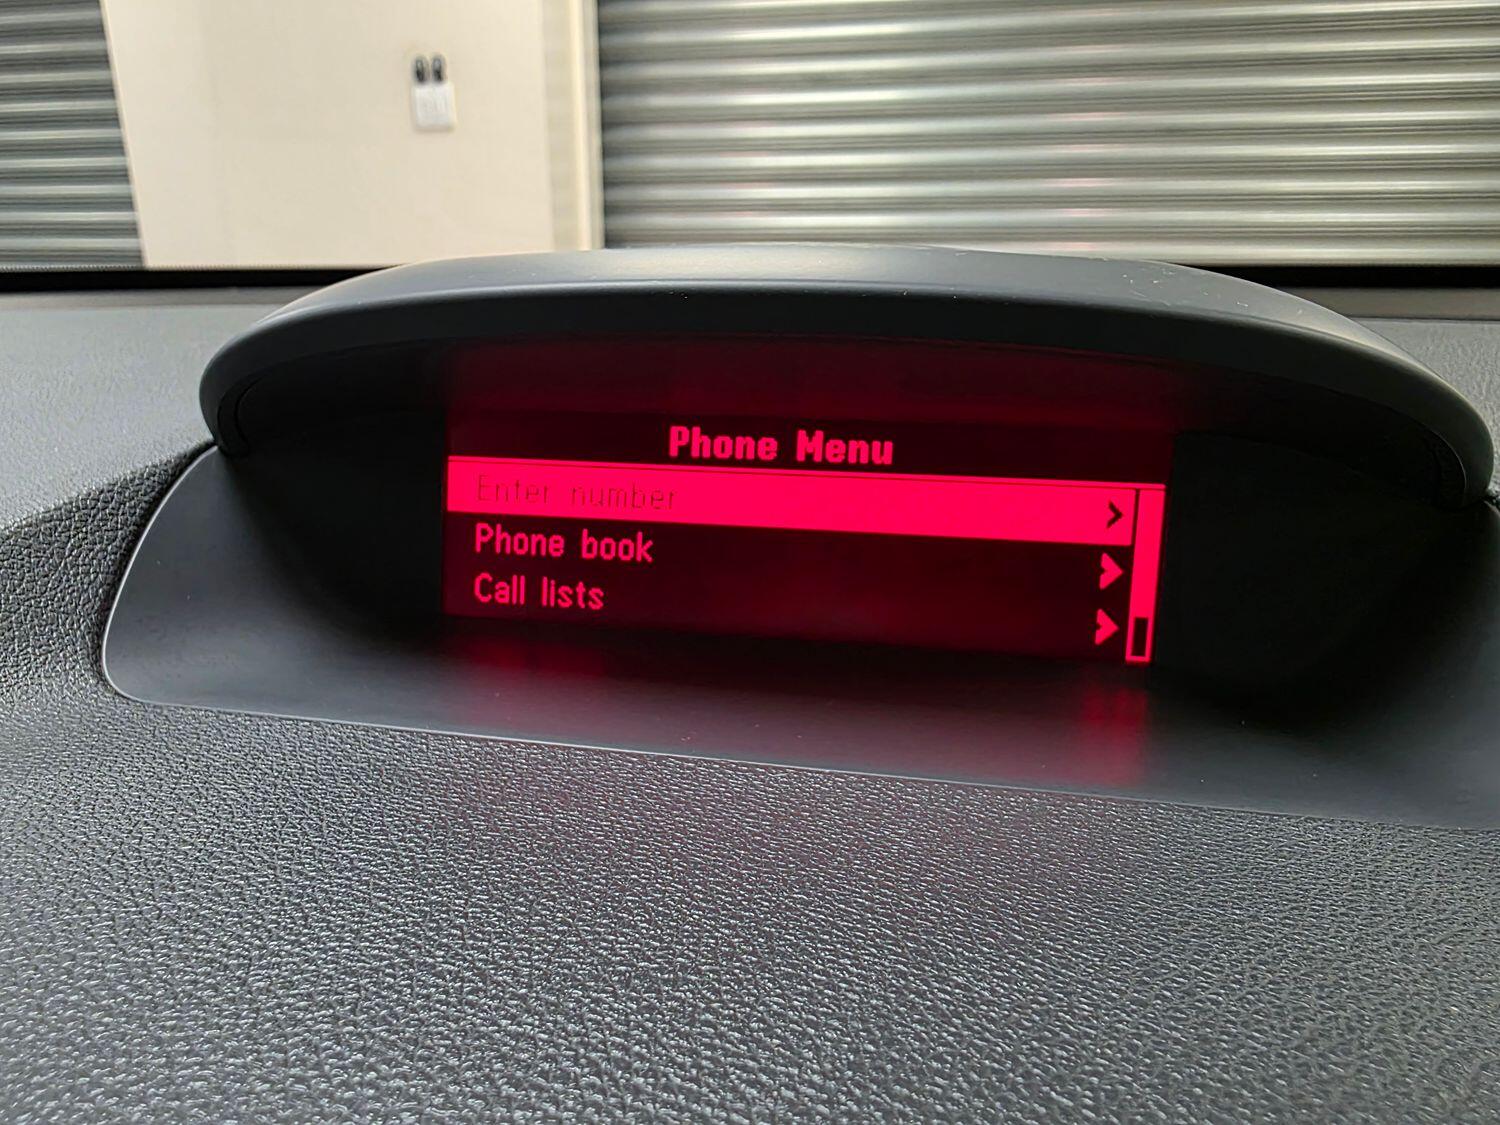 Phone Menu
Enter number
Phone book
Call lists